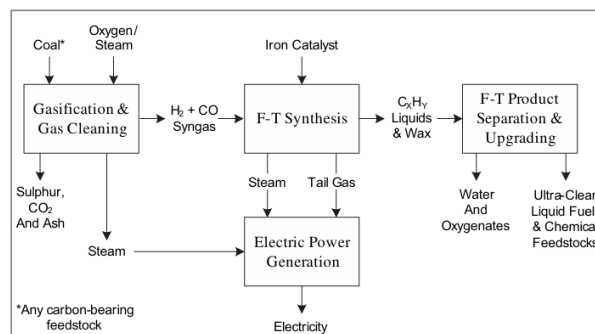 Coal*
Oxygen/
Steam
Iron Catalyst
Gasification &
Gas Cleaning
H₂ + CO
Syngas
F-T Synthesis
CₓHᵧ
Liquids
& Wax
F-T Product
Separation &
Upgrading
Sulphur,
CO₂
And Ash
Steam
Steam
Tail Gas
Water
And
Oxygenates
Ultra-Clean
Liquid Fuels
& Chemical
Feedstocks
Electric Power
Generation
*Any carbon-bearing
feedstock
Electricity